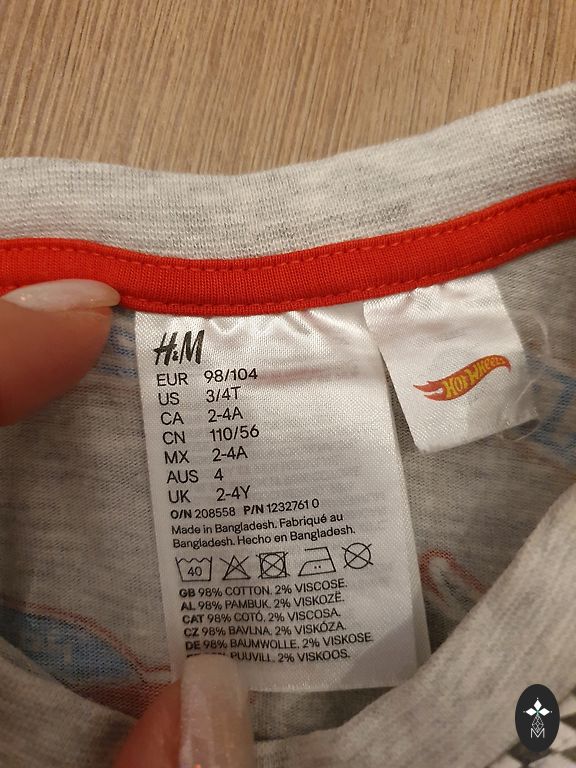 H&M
EUR 98/104
US 3/4T
CA 2-4A
CN 110/56
MX 2-4A
AUS 4
UK 2-4Y
O/N 208558 P/N 1232761 0
Made in Bangladesh. Fabriqué au
Bangladesh. Hecho en Bangladesh.
40
GB 98% COTTON. 2% VISCOSE.
AL 98% PAMBUK. 2% VISKOZË.
CAT 98% COTÓ. 2% VISCOSA.
CZ 98% BAVLNA. 2% VISKÓZA.
DE 98% BAUMWOLLE. 2% VISKOSE.
PUUVILL. 2% VISKOOS.
Hot Wheels
M